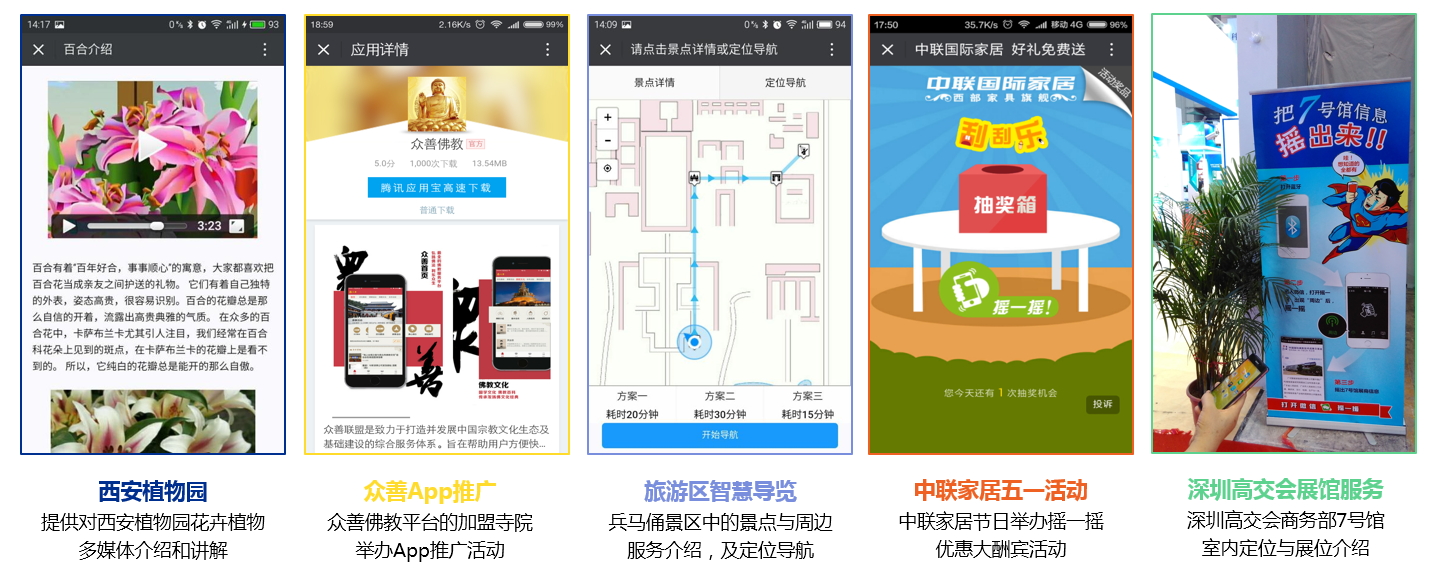 14:17
0%
93
百合介绍
3:23
百合有着"百年好合，事事顺心"的寓意，大家都喜欢把
百合花当成亲友之间护送的礼物。 它们有着自己独特
的外表，姿态高贵，很容易识别。百合的花瓣总是那
么自信的开着，流露出高贵典雅的气质。 在众多的百
合花中，卡萨布兰卡尤其引人注目，我们经常在百合
科花朵上见到的斑点，在卡萨布兰卡的花瓣上是看不
到的。 所以，它纯白的花瓣总是能开的那么自傲。
西安植物园
提供对西安植物园花卉植物
多媒体介绍和讲解
18:59
2.16K/s
99%
应用详情
众善佛教 官方
5.0分 1,000次下载 13.54MB
腾讯应用宝高速下载
普通下载
众善首页
善
佛教文化
众善联盟是致力于打造并发展中国宗教文化生态及
基础建设的综合服务体系。旨在帮助用户方便快...
众善App推广
众善佛教平台的加盟寺院
举办App推广活动
14:09
0%
94
请点击景点详情或定位导航
景点详情 定位导航
+
-
方案一 方案二 方案三
耗时20分钟 耗时30分钟 耗时15分钟
开始导航
旅游区智慧导览
兵马俑景区中的景点与周边
服务介绍，及定位导航
17:50
35.7K/s
移动 4G
96%
中联国际家居 好礼免费送
活动奖品
中联国际家居
西部家具旗舰
刮刮乐
抽奖箱
摇一摇!
您今天还有 1 次抽奖机会
投诉
中联家居五一活动
中联家居节日举办摇一摇
优惠大酬宾活动
把7号馆信息
摇出来!!
打开蓝牙
第二步
摇一摇
第三步
打开微信 摇一摇
深圳高交会展馆服务
深圳高交会商务部7号馆
室内定位与展位介绍